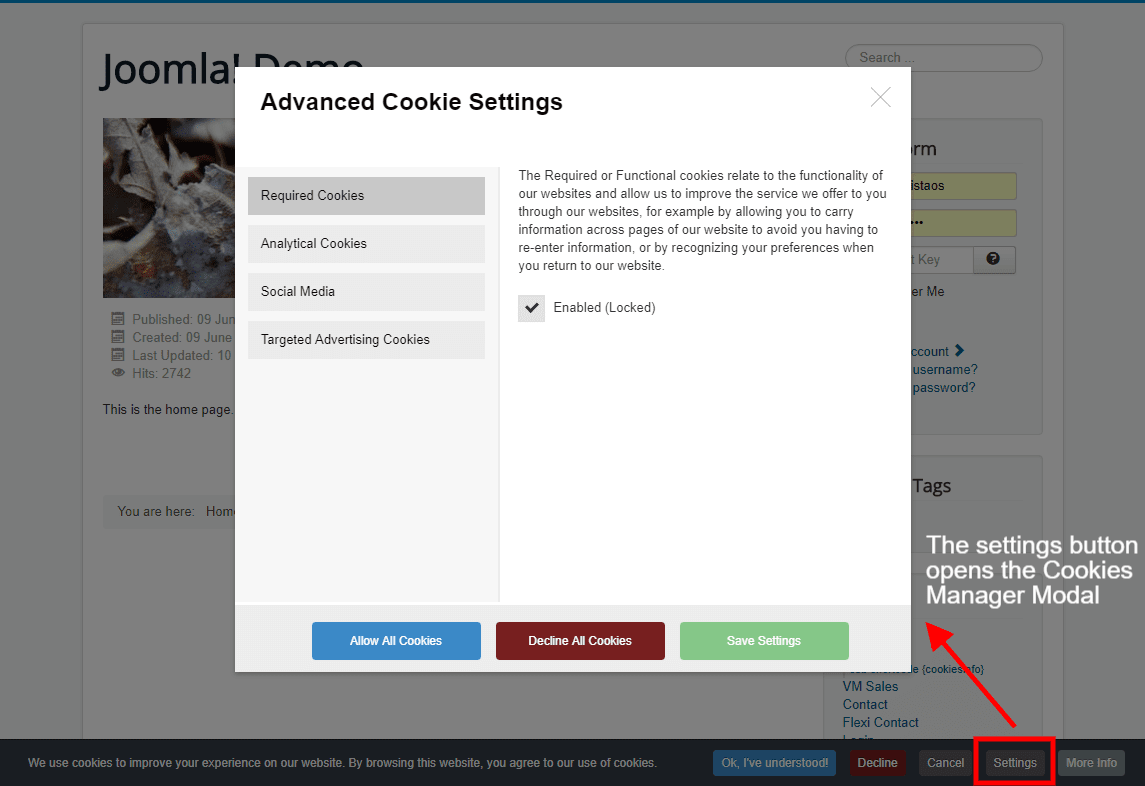 Joomla! Demo
Search ...
Advanced Cookie Settings
Required Cookies
Analytical Cookies
Social Media
Targeted Advertising Cookies
The Required or Functional cookies relate to the functionality of
our websites and allow us to improve the service we offer to you
through our websites, for example by allowing you to carry
information across pages of our website to avoid you having to
re-enter information, or by recognizing your preferences when
you return to our website.
Enabled (Locked)
Allow All Cookies
Decline All Cookies
Save Settings
Published: 09 Jun
Created: 09 June
Last Updated: 10
Hits: 2742
This is the home page.
You are here: Home
orm
istaos
t Key
er Me
ccount
username?
password?
Tags
The settings button
opens the Cookies
Manager Modal
{cookiesinfo}
VM Sales
Contact
Flexi Contact
Login
We use cookies to improve your experience on our website. By browsing this website, you agree to our use of cookies.
Ok, I've understood!
Decline
Cancel
Settings
More Info